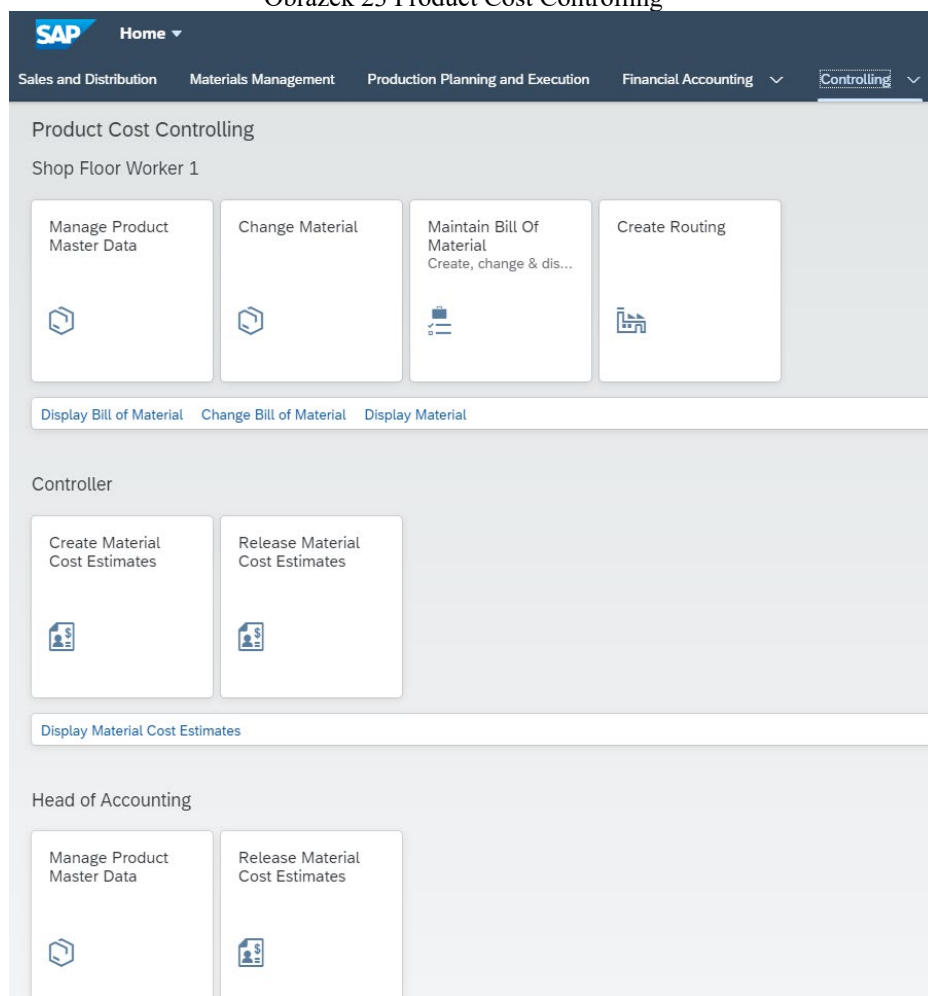 Obrázek 25 Product Cost Controlling
SAP Home
Sales and Distribution Materials Management Production Planning and Execution Financial Accounting Controlling
Product Cost Controlling
Shop Floor Worker 1
Manage Product Master Data
Change Material
Maintain Bill Of Material
Create, change & dis...
Create Routing
Display Bill of Material Change Bill of Material Display Material
Controller
Create Material Cost Estimates
Release Material Cost Estimates
Display Material Cost Estimates
Head of Accounting
Manage Product Master Data
Release Material Cost Estimates